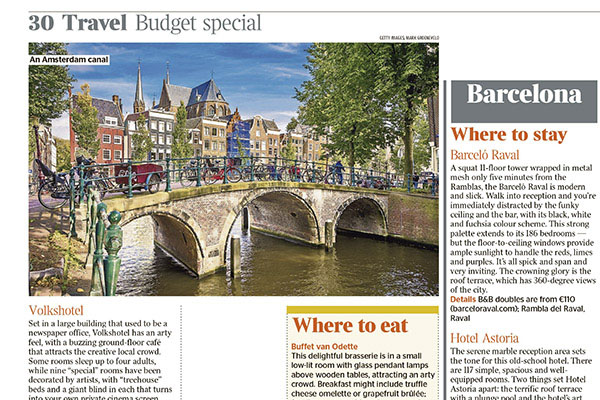 30 Travel Budget special
GETTY IMAGES; MARK GROENEVELD
An Amsterdam canal
Volkshotel
Set in a large building that used to be a
newspaper office, Volkshotel has an arty
feel, with a buzzing ground-floor café
that attracts the creative local crowd.
Some rooms sleep up to four adults,
while nine “special” rooms have been
decorated by artists, with “treehouse”
beds and a giant blind in each that turns
into your own private cinema screen
Where to eat
Buffet van Odette
This delightful brasserie is in a small
low-lit room with glass pendant lamps
above wooden tables, attracting an arty
crowd. Breakfast might include truffle
cheese omelette or grapefruit brûlée;
Barcelona
Where to stay
Barceló Raval
A squat 11-floor tower wrapped in metal
mesh only five minutes from the
Ramblas, the Barceló Raval is modern
and slick. Walk into reception and you’re
immediately distracted by the funky
ceiling and the bar, with its black, white
and fuchsia colour scheme. This strong
palette extends to its 186 bedrooms —
but the floor-to-ceiling windows provide
ample sunlight to handle the reds, limes
and purples. It’s all spick and span and
very inviting. The crowning glory is the
roof terrace, which has 360-degree views
of the city.
Details B&B doubles are from €110
(barceloraval.com); Rambla del Raval,
Raval
Hotel Astoria
The serene marble reception area sets
the tone for this old-school hotel. There
are 117 simple, spacious and well-
equipped rooms. Two things set Hotel
Astoria apart: the terrific roof terrace
with a plunge pool and the hotel’s art